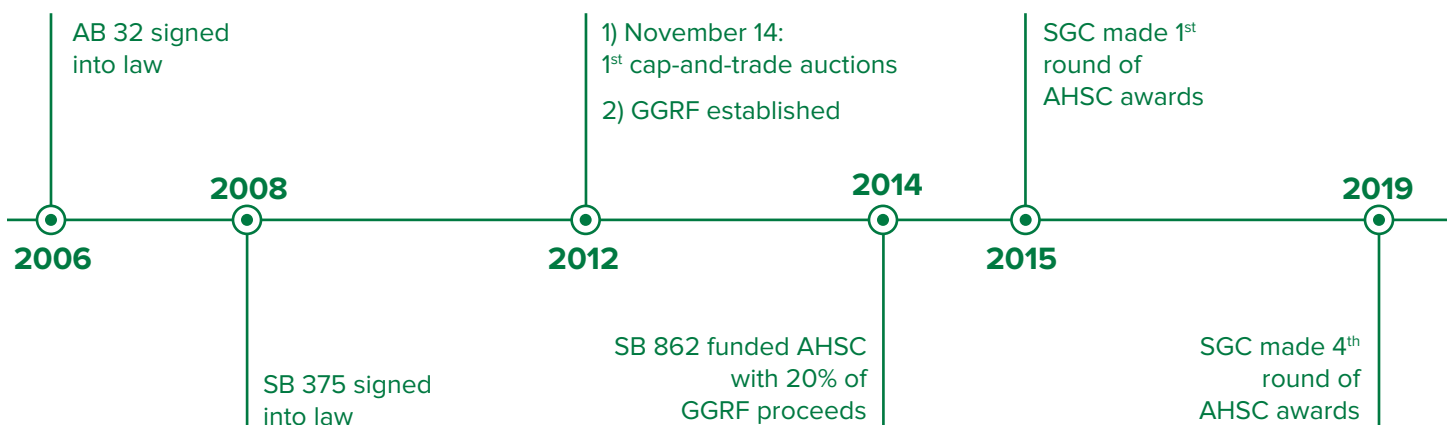 AB 32 signed
into law
2006
2008
SB 375 signed
into law
1) November 14:
1st cap-and-trade auctions
2) GGRF established
2012
2014
SB 862 funded AHSC
with 20% of
GGRF proceeds
SGC made 1st
round of
AHSC awards
2015
2019
SGC made 4th
round of
AHSC awards